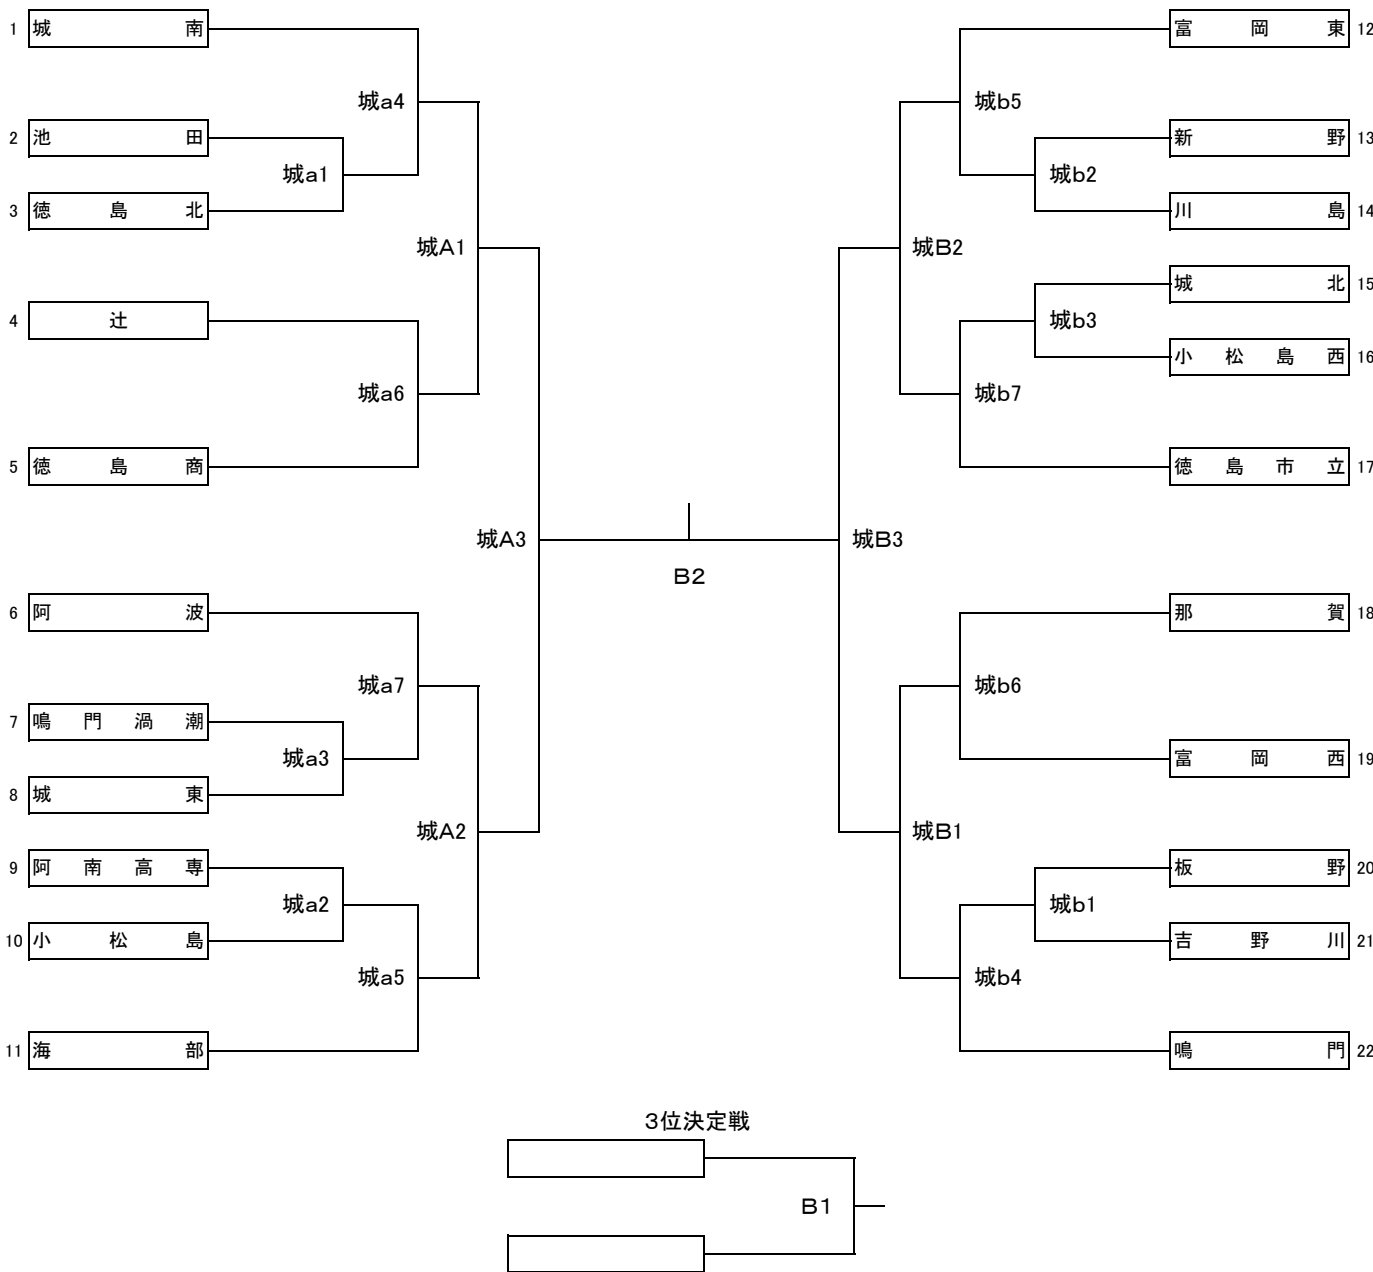 1 城南
12 富岡東
城a4
城b5
2 池田
13 新野
城a1
城b2
3 徳島北
14 川島
城A1
城B2
15 城北
4 辻
城b3
16 小松島西
城a6
城b7
5 徳島商
17 徳島市立
城A3
城B3
B2
6 阿波
18 那賀
城a7
城b6
7 鳴門渦潮
城a3
19 富岡西
8 城東
城A2
城B1
9 阿南高専
20 板野
城a2
城b1
10 小松島
21 吉野川
城a5
城b4
11 海部
22 鳴門
3位決定戦
B1